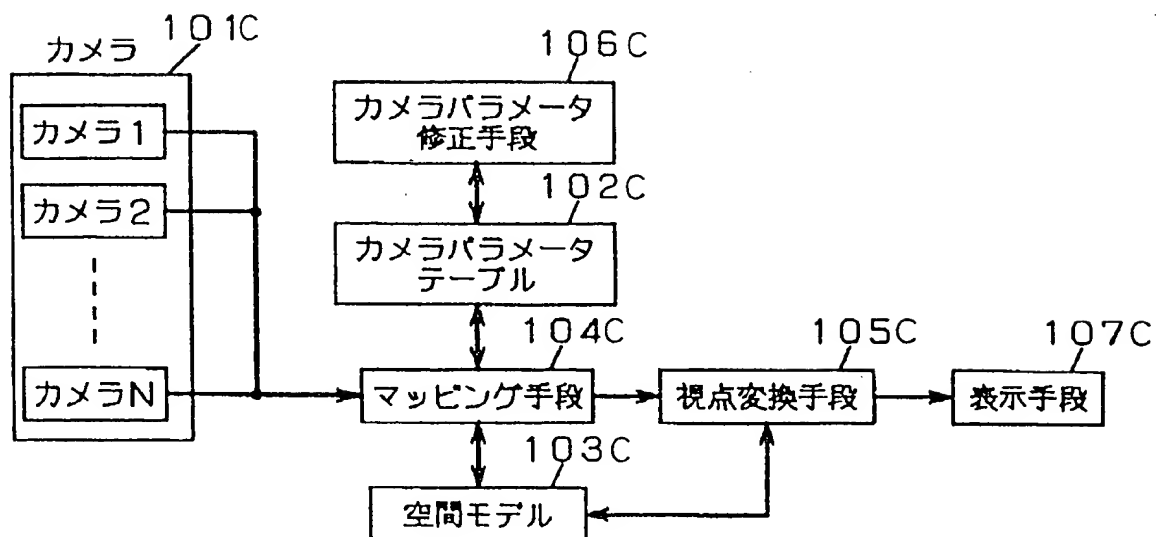 カメラ
101C
カメラ1
カメラ2
カメラN
106C
カメラパラメータ
修正手段
102C
カメラパラメータ
テーブル
104C
マッピング手段
103C
空間モデル
105C
視点変換手段
107C
表示手段